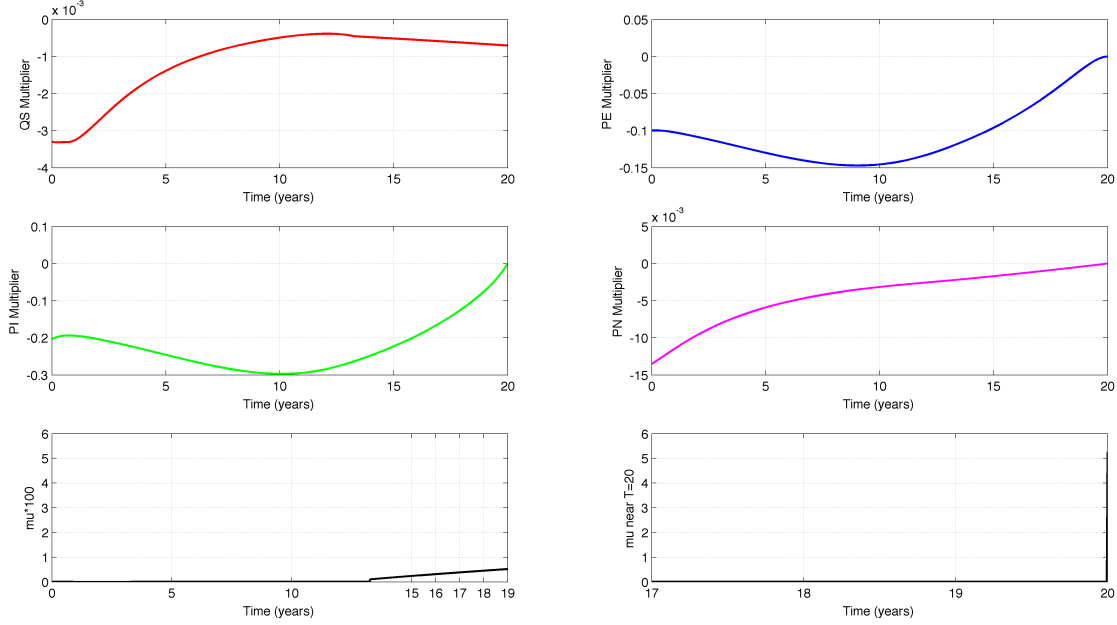 x 10 -3
0
-1
-2
-3
-4
QS Multiplier
0 5 10 15 20
Time (years)
0.05
0
-0.05
-0.1
-0.15
PE Multiplier
0 5 10 15 20
Time (years)
0.1
0
-0.1
-0.2
-0.3
PI Multiplier
0 5 10 15 20
Time (years)
x 10 -3
5
0
-5
-10
-15
PN Multiplier
0 5 10 15 20
Time (years)
6
5
4
3
2
1
0
mu*100
0 5 10 15 16 17 18 19
Time (years)
6
5
4
3
2
1
0
mu near T=20
17 18 19 20
Time (years)